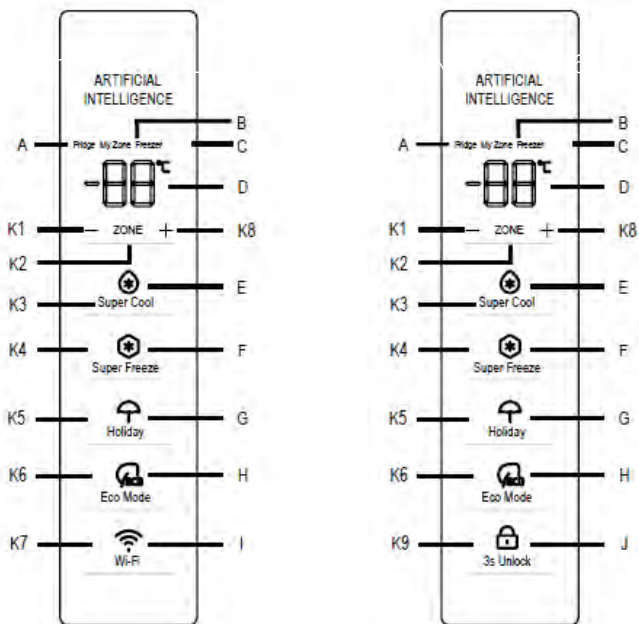 ARTIFICIAL
INTELLIGENCE
B
A Fridge My Zone Freezer C
-88°C D
K1 - ZONE + K8
K2
E
K3 Super Cool
K4 F
Super Freeze
K5 G
Holiday
K6 eco H
Eco Mode
K7 I
Wi-Fi
ARTIFICIAL
INTELLIGENCE
B
A Fridge My Zone Freezer C
-88°C D
K1 - ZONE + K8
K2
E
K3 Super Cool
K4 F
Super Freeze
K5 G
Holiday
K6 eco H
Eco Mode
K9 J
3s Unlock